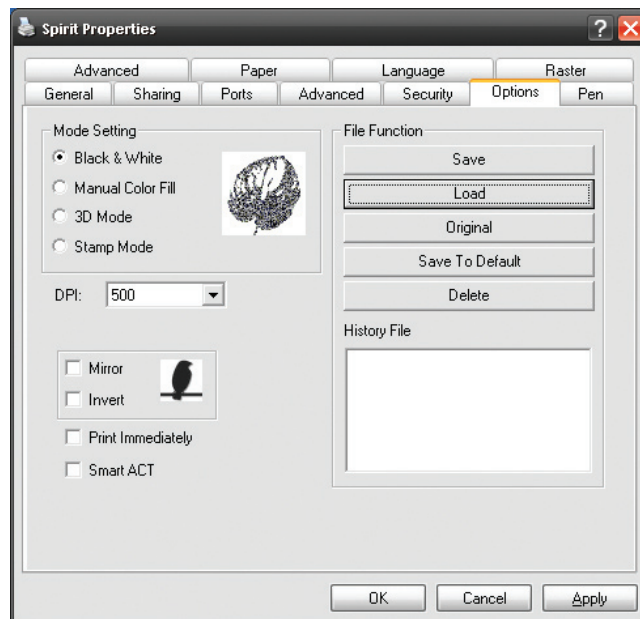 Spirit Properties
Advanced Paper Language Raster
General Sharing Ports Advanced Security Options Pen
Mode Setting
Black & White
Manual Color Fill
3D Mode
Stamp Mode
DPI: 500
Mirror
Invert
Print Immediately
Smart ACT
File Function
Save
Load
Original
Save To Default
Delete
History File
OK Cancel Apply